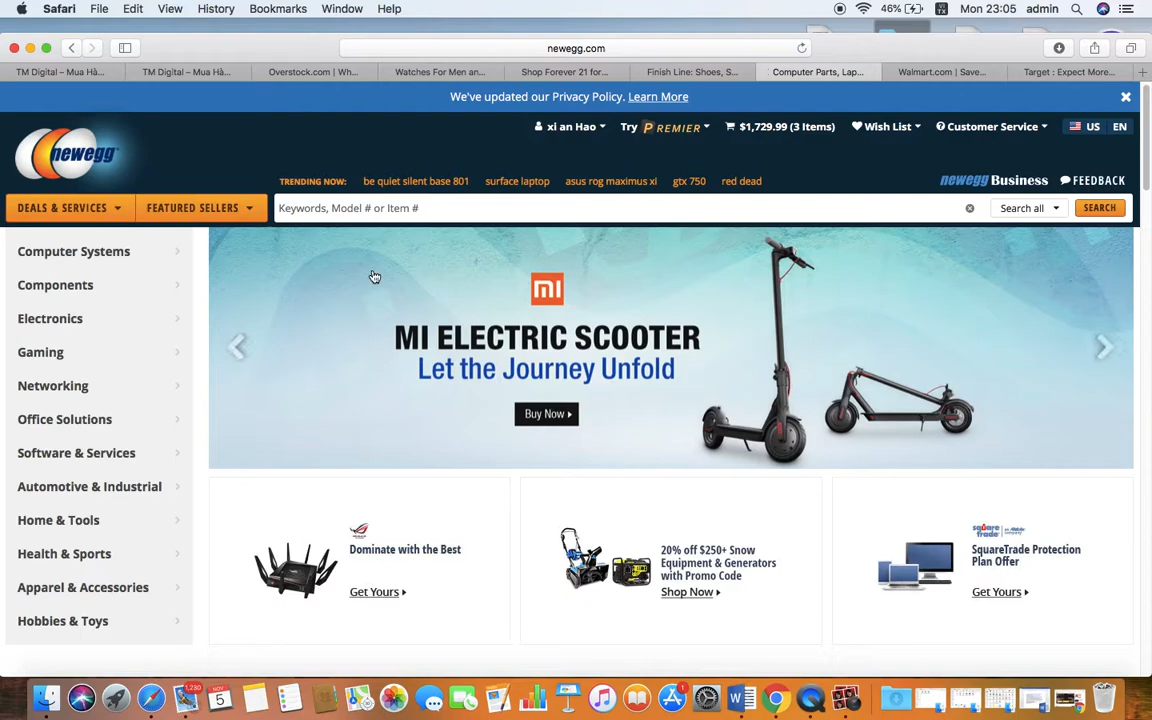 Safari File Edit View History Bookmarks Window Help 46% VI TX Mon 23:05 admin
newegg.com
TM Digital – Mua Hà... TM Digital – Mua Hà... Overstock.com | Wh... Watches For Men an... Shop Forever 21 for... Finish Line: Shoes, S... Computer Parts, Lap... Walmart.com | Save... Target : Expect More...
We've updated our Privacy Policy. Learn More
xi an Hao Try PREMIER $1,729.99 (3 Items) Wish List Customer Service US EN
newegg
TRENDING NOW: be quiet silent base 801 surface laptop asus rog maximus xi gtx 750 red dead newegg Business FEEDBACK
DEALS & SERVICES FEATURED SELLERS Keywords, Model # or Item # Search all SEARCH
Computer Systems
Components
Electronics
Gaming
Networking
Office Solutions
Software & Services
Automotive & Industrial
Home & Tools
Health & Sports
Apparel & Accessories
Hobbies & Toys
mi
MI ELECTRIC SCOOTER
Let the Journey Unfold
Buy Now
Dominate with the Best
Get Yours
20% off $250+ Snow
Equipment & Generators
with Promo Code
Shop Now
square trade
SquareTrade Protection
Plan Offer
Get Yours
1,230
NOV
5
1